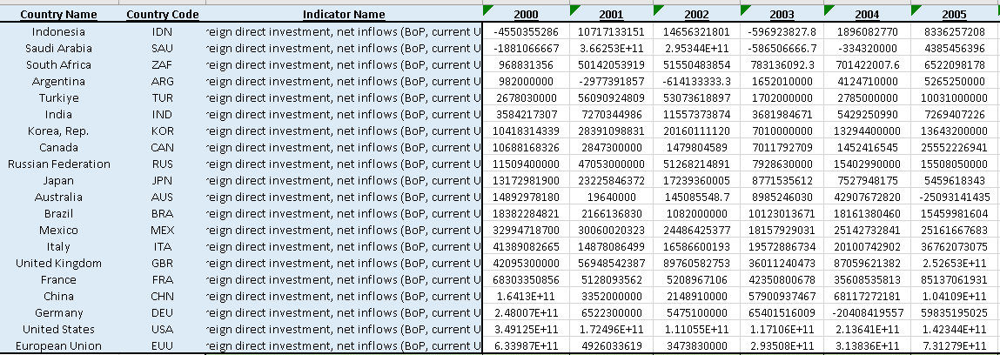 Country Name Country Code Indicator Name 2000 2001 2002 2003 2004 2005
Indonesia IDN reign direct investment, net inflows (BoP, current U -4550355286 10717133151 14656321801 -596923827.8 1896082770 8336257208
Saudi Arabia SAU reign direct investment, net inflows (BoP, current U -1881066667 3.66253E+11 2.95344E+11 -586506666.7 -334320000 4385456396
South Africa ZAF reign direct investment, net inflows (BoP, current U 968831356 50142053919 51550483854 783136092.3 701422007.6 6522098178
Argentina ARG reign direct investment, net inflows (BoP, current U 982000000 -2977391857 -614133333.3 1652010000 4124710000 5265250000
Turkiye TUR reign direct investment, net inflows (BoP, current U 2678030000 56090924809 53073618897 1702000000 2785000000 10031000000
India IND reign direct investment, net inflows (BoP, current U 3584217307 7270344986 11557373874 3681984671 5429250990 7269407226
Korea, Rep. KOR reign direct investment, net inflows (BoP, current U 10418314339 28391098831 20160111120 7010000000 13294400000 13643200000
Canada CAN reign direct investment, net inflows (BoP, current U 10688168326 2847300000 1479804589 7011792709 1452416545 25552226941
Russian Federation RUS reign direct investment, net inflows (BoP, current U 11509400000 47053000000 51268214891 7928630000 15402990000 15508050000
Japan JPN reign direct investment, net inflows (BoP, current U 13172981900 23225846372 17239360005 8771535612 7527948175 5459618343
Australia AUS reign direct investment, net inflows (BoP, current U 14892978180 19640000 145085548.7 8985246030 42907672820 -25093141435
Brazil BRA reign direct investment, net inflows (BoP, current U 18382284821 2166136830 1082000000 10123013671 18161380460 15459981604
Mexico MEX reign direct investment, net inflows (BoP, current U 32994718700 30060020323 24486425377 18157929031 25142732841 25161667683
Italy ITA reign direct investment, net inflows (BoP, current U 41389082665 14878086499 16586600193 19572886734 20100742902 36762073075
United Kingdom GBR reign direct investment, net inflows (BoP, current U 42095300000 56948542387 89760582753 36011240473 87059621382 2.52653E+11
France FRA reign direct investment, net inflows (BoP, current U 68303350856 5128093562 5208967106 42350800678 35608535813 85137061931
China CHN reign direct investment, net inflows (BoP, current U 1.6413E+11 3352000000 2148910000 57900937467 68117272181 1.04109E+11
Germany DEU reign direct investment, net inflows (BoP, current U 2.48007E+11 6522300000 5475100000 65401516009 -20408419557 59835195025
United States USA reign direct investment, net inflows (BoP, current U 3.49125E+11 1.72496E+11 1.11055E+11 1.17106E+11 2.13641E+11 1.42344E+11
European Union EUU reign direct investment, net inflows (BoP, current U 6.33987E+11 4926033619 3473830000 2.93508E+11 3.13836E+11 7.31279E+11